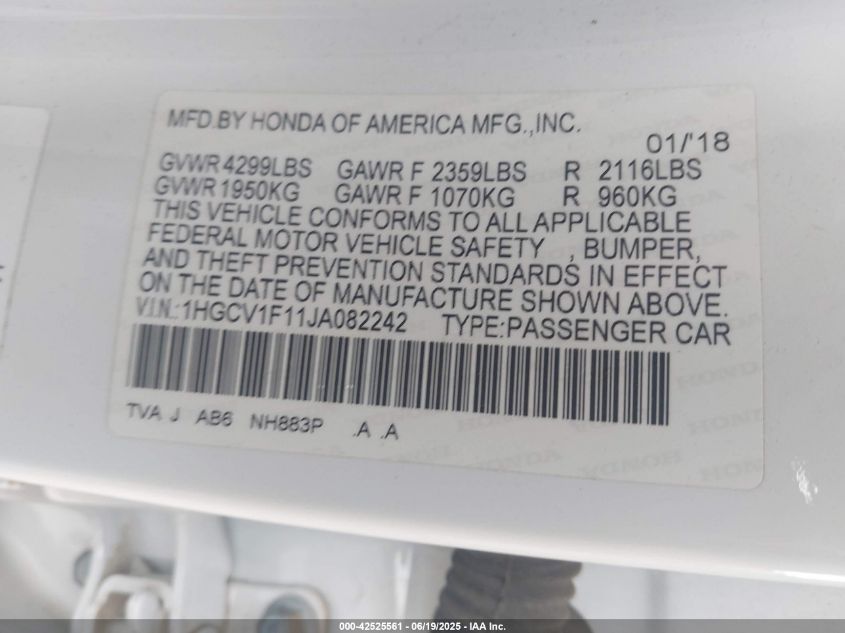 MFD.BY HONDA OF AMERICA MFG.,INC.
01/'18
GVWR 4299LBS GAWR F 2359LBS R 2116LBS
GVWR 1950KG GAWR F 1070KG R 960KG
THIS VEHICLE CONFORMS TO ALL APPLICABLE
FEDERAL MOTOR VEHICLE SAFETY , BUMPER,
AND THEFT PREVENTION STANDARDS IN EFFECT
ON THE DATE OF MANUFACTURE SHOWN ABOVE.
V.I.N.:1HGCV1F11JA082242 TYPE:PASSENGER CAR
TVA J AB6 NH883P .A .A
000-42525561 - 06/19/2025 - IAA Inc.